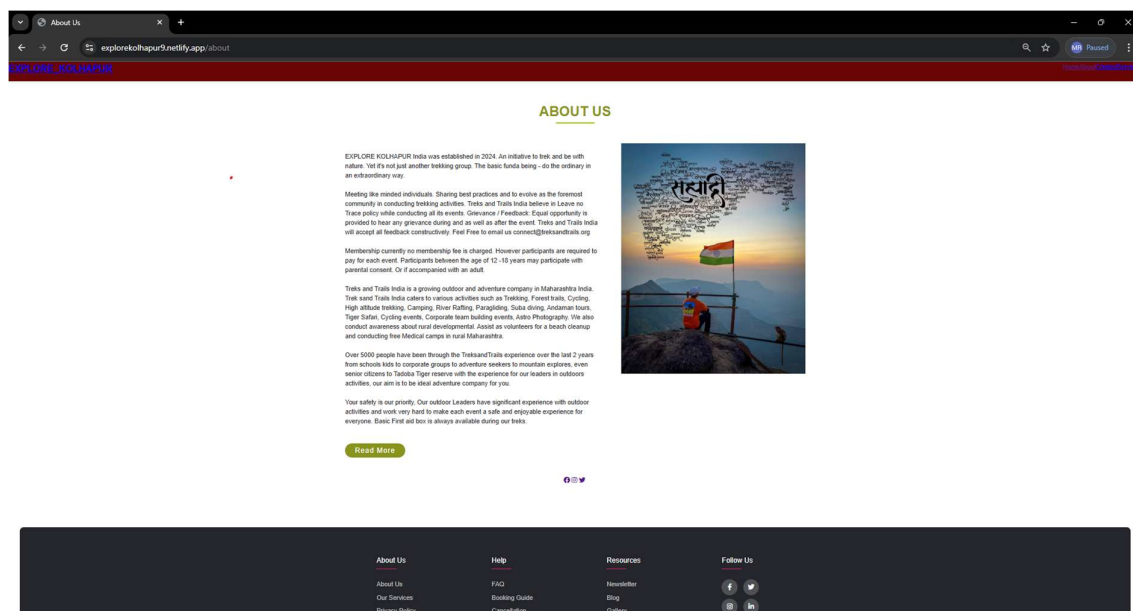 About Us
explorekolhapur9.netlify.app/about
MR Paused
EXPLORE_KOLHAPUR
ABOUT US
EXPLORE KOLHAPUR India was established in 2024. An initiative to trek and be with
nature. Yet it's not just another trekking group. The basic funda being - do the ordinary in
an extraordinary way.
Meeting like minded individuals. Sharing best practices and to evolve as the foremost
community in conducting trekking activities. Treks and Trails India believe in Leave no
Trace policy while conducting all its events. Grievance / Feedback: Equal opportunity is
provided to hear any grievance during and as well as after the event. Treks and Trails India
will accept all feedback constructively. Feel Free to email us connect@treksandtrails.org
Membership currently no membership fee is charged. However participants are required to
pay for each event. Participants between the age of 12 -18 years may participate with
parental consent. Or if accompanied with an adult.
Treks and Trails India is a growing outdoor and adventure company in Maharashtra India.
Trek sand Trails India caters to various activities such as Trekking, Forest trails, Cycling,
High altitude trekking, Camping, River Rafting, Paragliding, Suba diving, Andaman tours,
Tiger Safari, Cycling events, Corporate team building events, Astro Photography. We also
conduct awareness about rural developmental. Assist as volunteers for a beach cleanup
and conducting free Medical camps in rural Maharashtra.
Over 5000 people have been through the TreksandTrails experience over the last 2 years
from schools kids to corporate groups to adventure seekers to mountain explores, even
senior citizens to Tadoba Tiger reserve with the experience for our leaders in outdoors
activities, our aim is to be ideal adventure company for you.
Your safety is our priority, Our outdoor Leaders have significant experience with outdoor
activities and work very hard to make each event a safe and enjoyable experience for
everyone. Basic First aid box is always available during our treks.
सह्याद्री
Read More
About Us Help Resources Follow Us
About Us FAQ Newsletter
Our Services Booking Guide Blog
Privacy Policy Cancellation Gallery